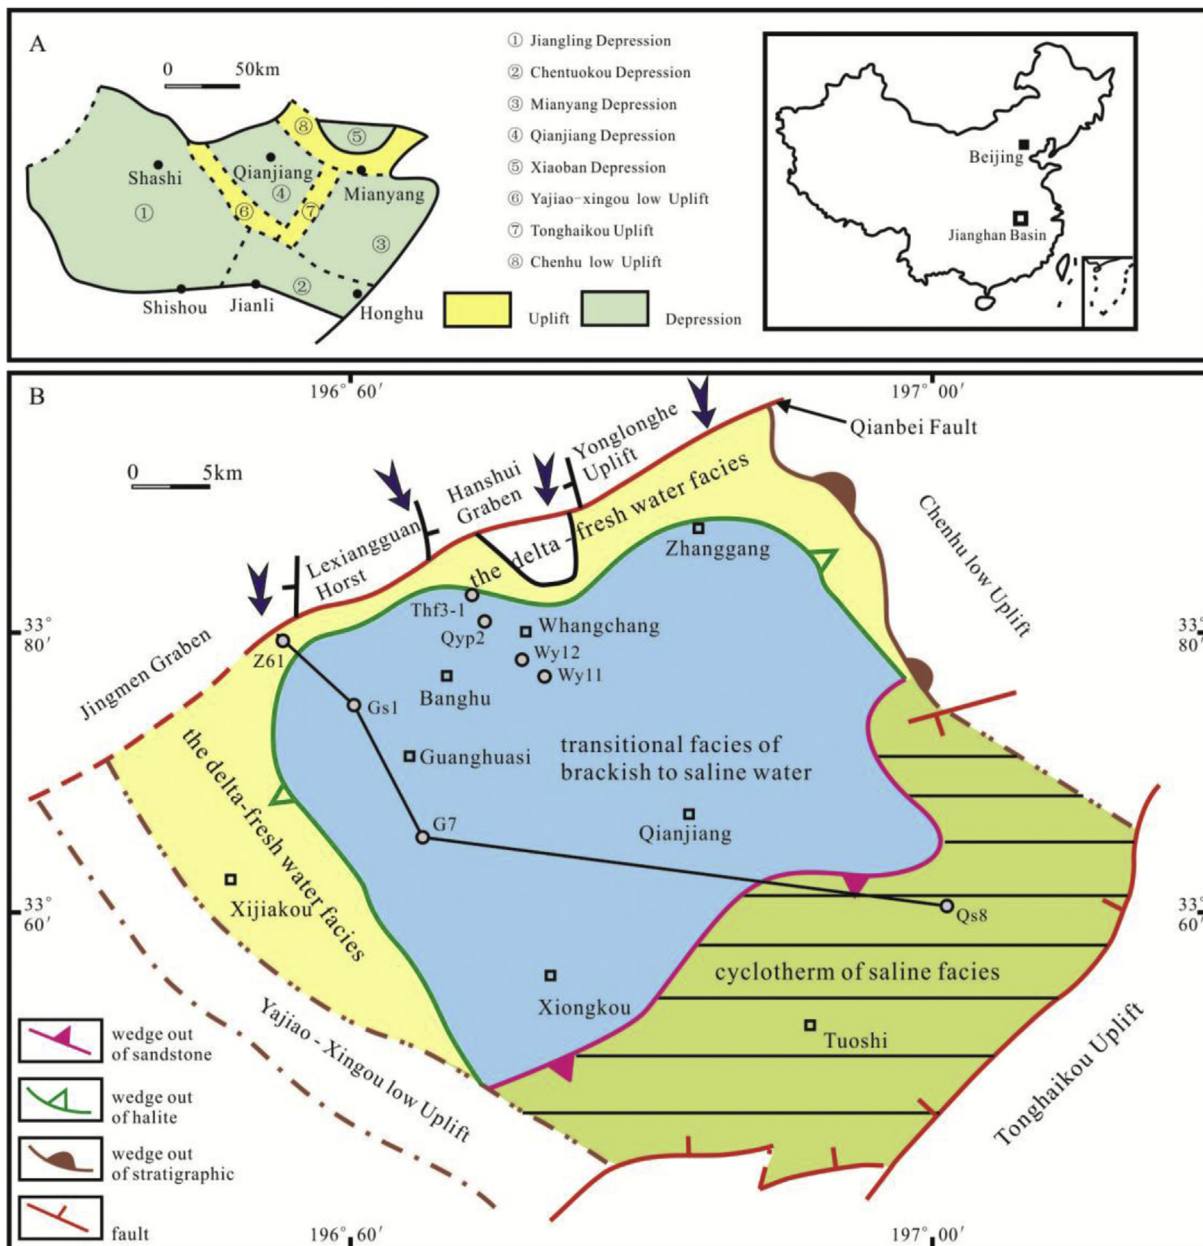 A
0 50km
① Jiangling Depression
② Chentuokou Depression
③ Mianyang Depression
④ Qianjiang Depression
⑤ Xiaoban Depression
⑥ Yajiao-xingou low Uplift
⑦ Tonghaikou Uplift
⑧ Chenhu low Uplift
Uplift
Depression
⑧
⑤
Shashi
Qianjiang
④
Mianyang
①
⑥
⑦
③
②
Shishou
Jianli
Honghu
Beijing
Jianghan Basin
B
196° 60′
197° 00′
0 5km
Qianbei Fault
Yonglonghe
Uplift
Hanshui
Graben
Lexiangguan
Horst
Jingmen Graben
Chenhu low Uplift
the delta - fresh water facies
Zhanggang
Thf3-1
Qyp2
Whangchang
33°
80′
33°
80′
Z61
Wy12
Wy11
Banghu
Gs1
the delta-fresh water facies
Guanghuasi
transitional facies of
brackish to saline water
G7
Qianjiang
Xijiakou
33°
60′
33°
60′
Qs8
Xiongkou
cyclotherm of saline facies
Tuoshi
Yajiao - Xingou low Uplift
Tonghaikou Uplift
wedge out
of sandstone
wedge out
of halite
wedge out
of stratigraphic
fault
196° 60′
197° 00′